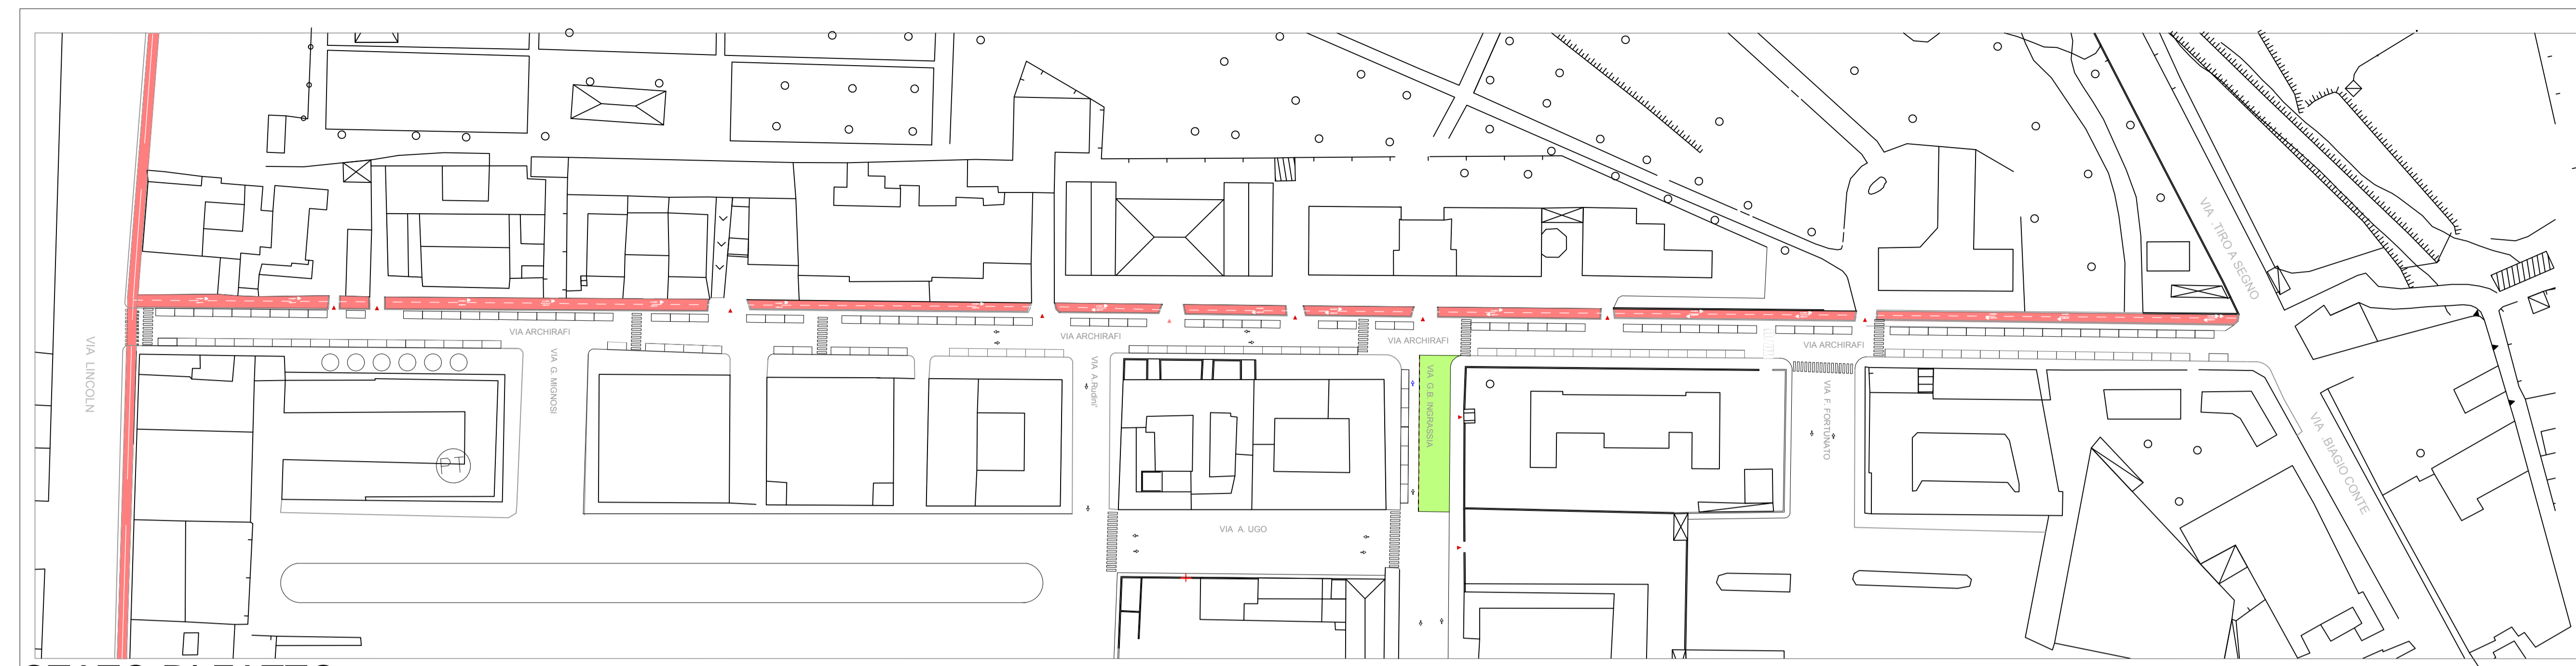 VIA LINCOLN
VIA ARCHIRAFI
VIA G. MIGNOSI
PT
VIA ARCHIRAFI
VIA A.Rudini'
VIA A. UGO
VIA ARCHIRAFI
VIA G.B. INGRASSIA
VIA ARCHIRAFI
VIA F. FORTUNATO
VIA .TIRO A SEGNO
VIA .BIAGIO CONTE